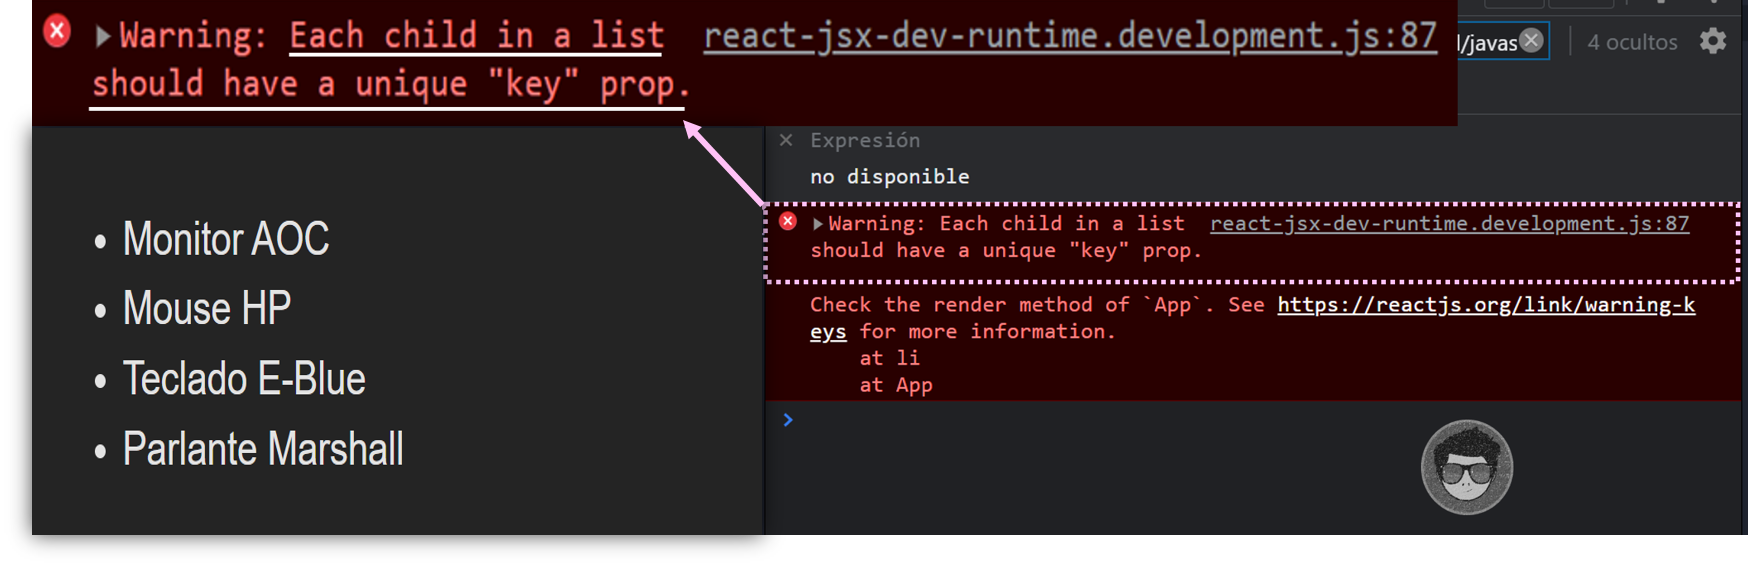 Warning: Each child in a list react-jsx-dev-runtime.development.js:87
should have a unique "key" prop.
l/javas
4 ocultos
Expresión
no disponible
Monitor AOC
Mouse HP
Teclado E-Blue
Parlante Marshall
Warning: Each child in a list react-jsx-dev-runtime.development.js:87
should have a unique "key" prop.
Check the render method of `App`. See https://reactjs.org/link/warning-k
eys for more information.
at li
at App